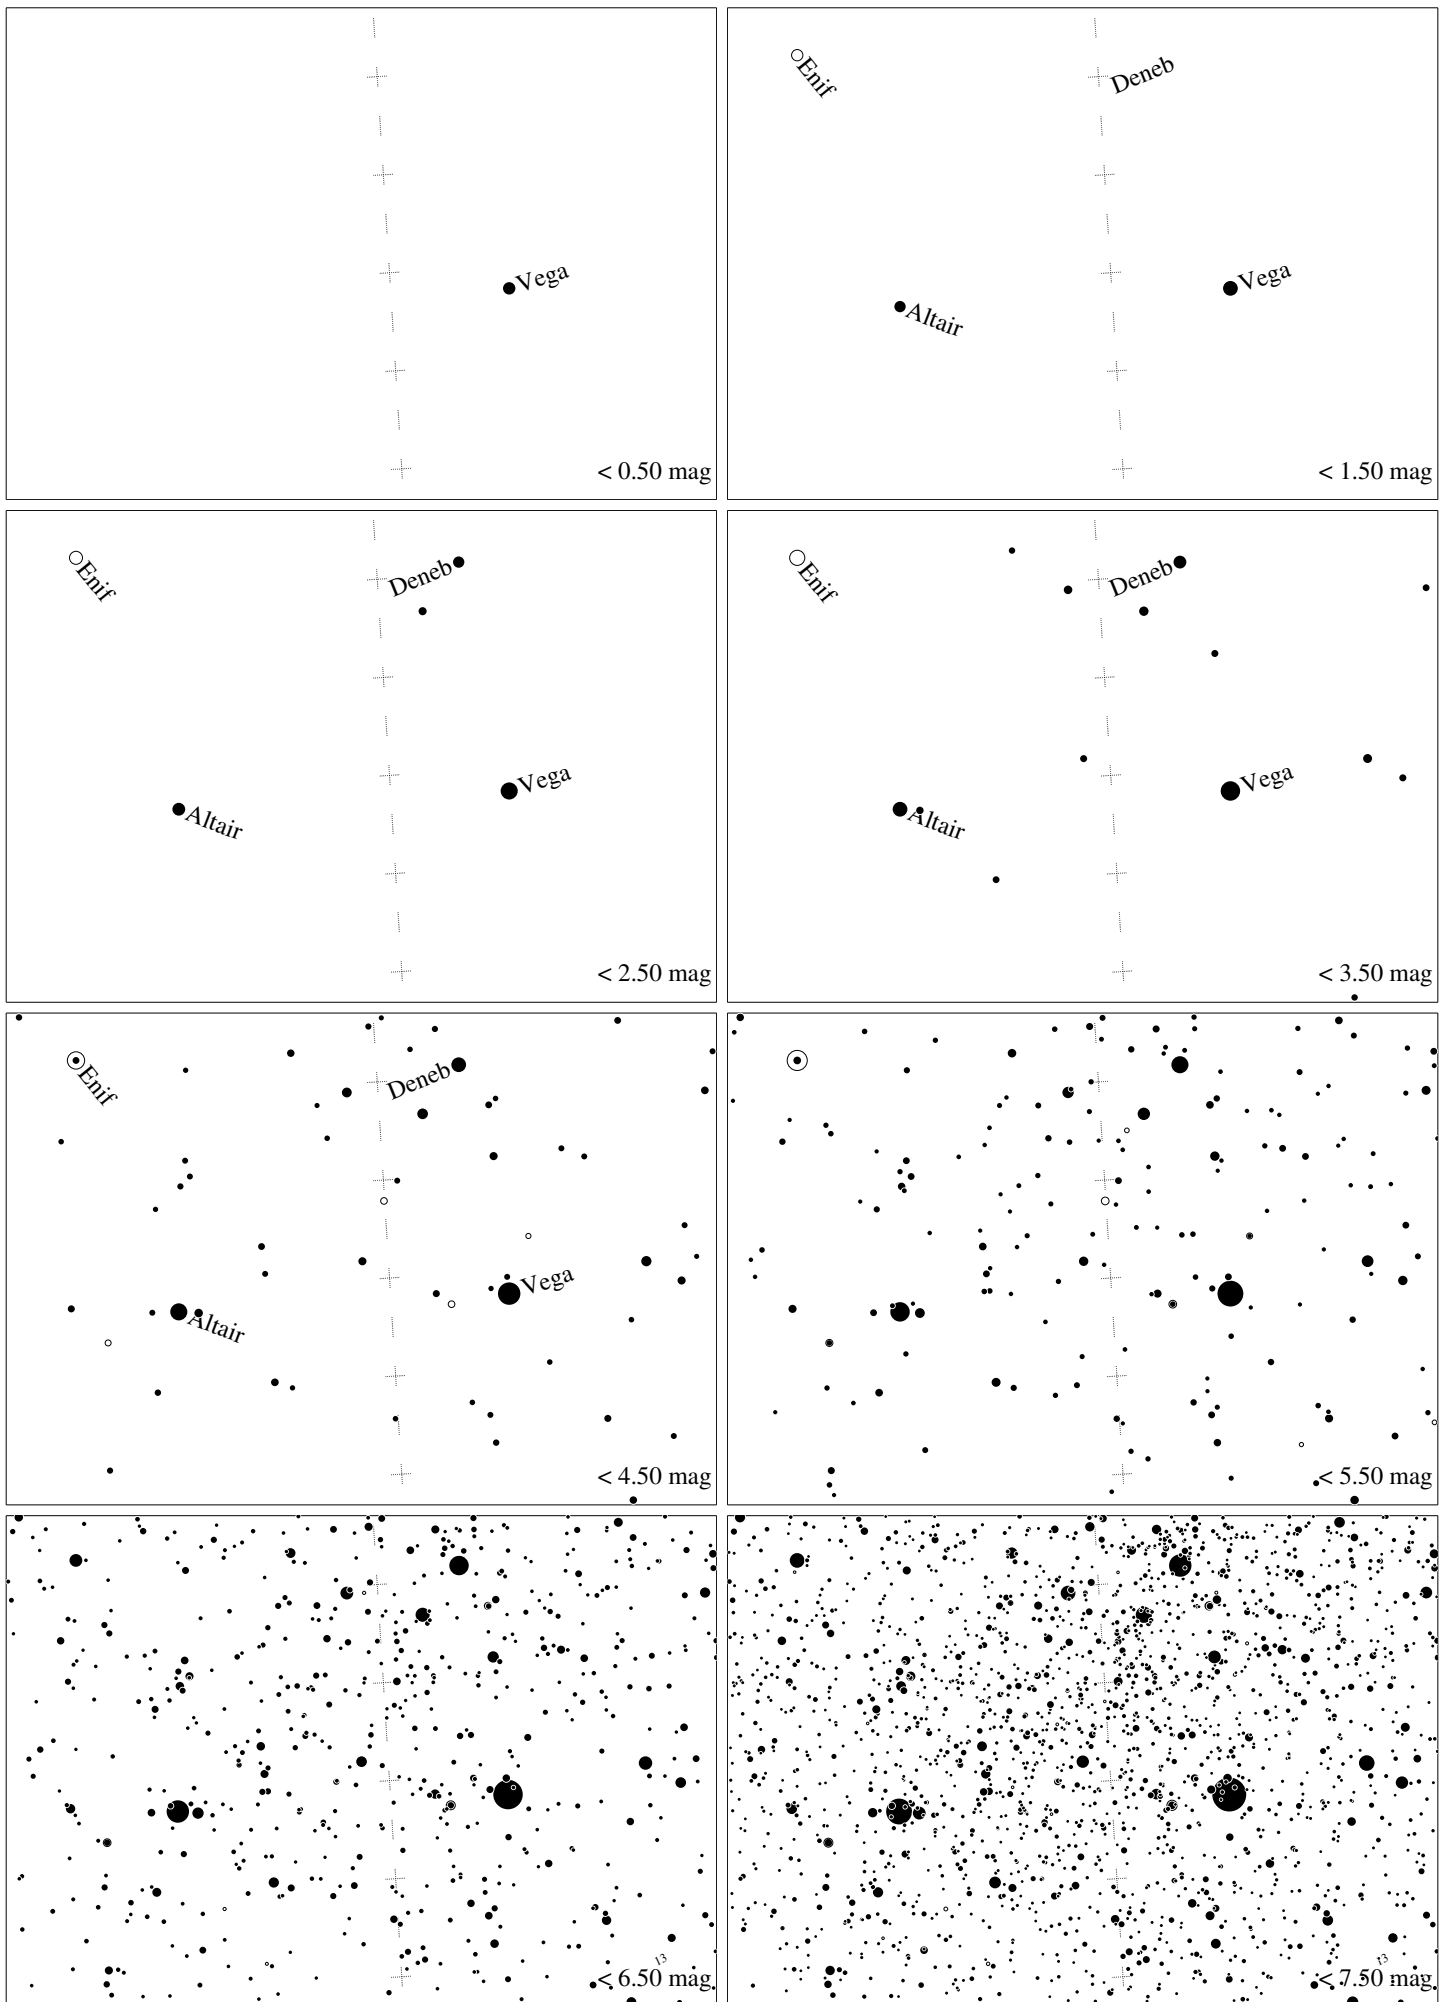 Vega
< 0.50 mag
Enif
Deneb
Vega
Altair
< 1.50 mag
Enif
Deneb
Vega
Altair
< 2.50 mag
Enif
Deneb
Vega
Altair
< 3.50 mag
Enif
Deneb
Vega
Altair
< 4.50 mag
< 5.50 mag
13
< 6.50 mag
13
< 7.50 mag